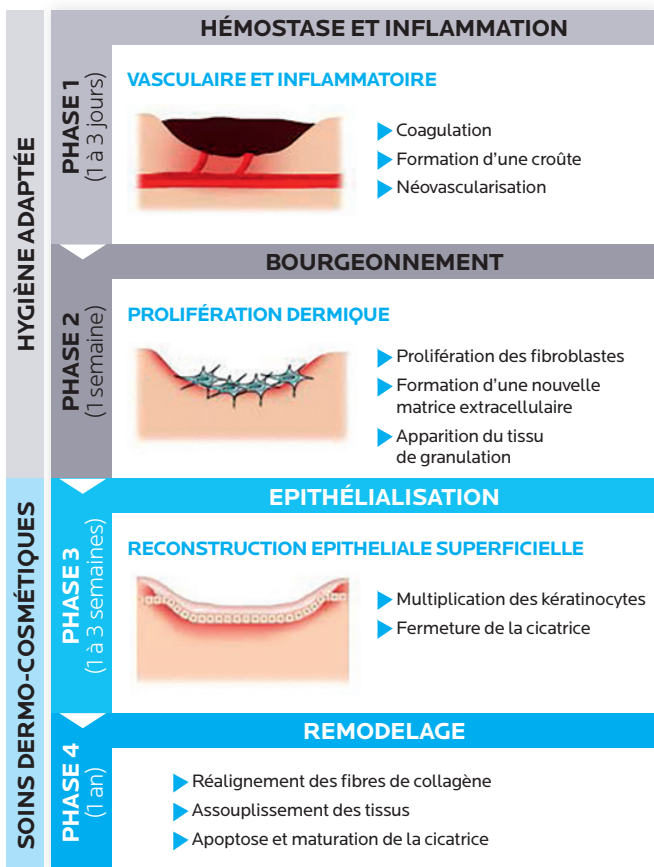 HYGIÈNE ADAPTÉE
PHASE 1
(1 à 3 jours)
HÉMOSTASE ET INFLAMMATION
VASCULAIRE ET INFLAMMATOIRE
Coagulation
Formation d'une croûte
Néovascularisation
PHASE 2
(1 semaine)
BOURGEONNEMENT
PROLIFÉRATION DERMIQUE
Prolifération des fibroblastes
Formation d'une nouvelle
matrice extracellulaire
Apparition du tissu
de granulation
SOINS DERMO-COSMÉTIQUES
PHASE 3
(1 à 3 semaines)
EPITHÉLIALISATION
RECONSTRUCTION EPITHELIALE SUPERFICIELLE
Multiplication des kératinocytes
Fermeture de la cicatrice
PHASE 4
(1 an)
REMODELAGE
Réalignement des fibres de collagène
Assouplissement des tissus
Apoptose et maturation de la cicatrice